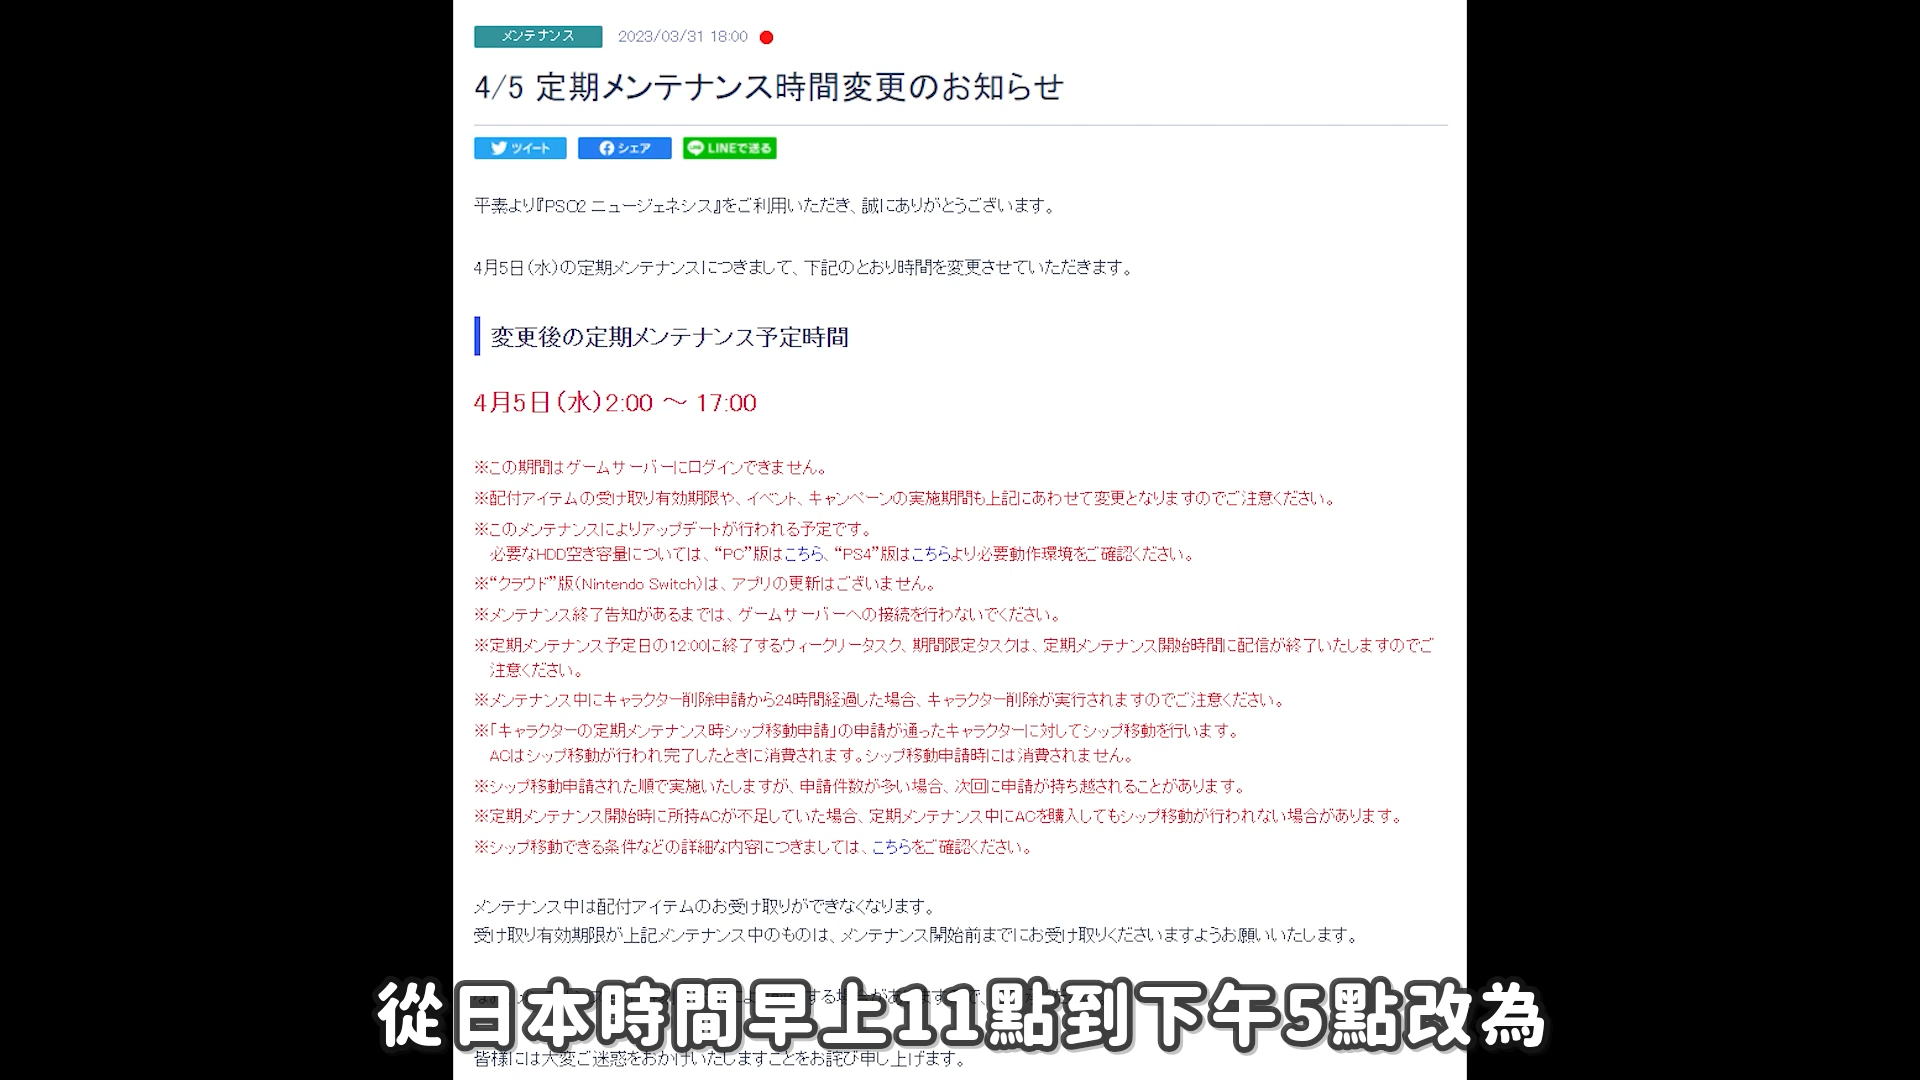 メンテナンス 2023/03/31 18:00
4/5 定期メンテナンス時間変更のお知らせ
ツイート シェア LINEで送る
平素より『PSO2 ニュージェネシス』をご利用いただき、誠にありがとうございます。
4月5日（水）の定期メンテナンスにつきまして、下記のとおり時間を変更させていただきます。
変更後の定期メンテナンス予定時間
4月5日（水）2:00 ～ 17:00
※この期間はゲームサーバーにログインできません。
※配付アイテムの受け取り有効期限や、イベント、キャンペーンの実施期間も上記にあわせて変更となりますのでご注意ください。
※このメンテナンスによりアップデートが行われる予定です。
必要なHDD空き容量については、“PC”版はこちら、“PS4”版はこちらより必要動作環境をご確認ください。
※“クラウド”版（Nintendo Switch）は、アプリの更新はございません。
※メンテナンス終了告知があるまでは、ゲームサーバーへの接続を行わないでください。
※定期メンテナンス予定日の12:00に終了するウィークリータスク、期間限定タスクは、定期メンテナンス開始時間に配信が終了いたしますのでご
注意ください。
※メンテナンス中にキャラクター削除申請から24時間経過した場合、キャラクター削除が実行されますのでご注意ください。
※「キャラクターの定期メンテナンス時シップ移動申請」の申請が通ったキャラクターに対してシップ移動を行います。
ACはシップ移動が行われ完了したときに消費されます。シップ移動申請時には消費されません。
※シップ移動申請された順で実施いたしますが、申請件数が多い場合、次回に申請が持ち越されることがあります。
※定期メンテナンス開始時に所持ACが不足していた場合、定期メンテナンス中にACを購入してもシップ移動が行われない場合があります。
※シップ移動できる条件などの詳細な内容につきましては、こちらをご確認ください。
メンテナンス中は配付アイテムのお受け取りができなくなります。
受け取り有効期限が上記メンテナンス中のものは、メンテナンス開始前までにお受け取りくださいますようお願いいたします。
從日本時間早上11點到下午5點改為
皆様には大変ご迷惑をおかけいたしますことをお詫び申し上げます。